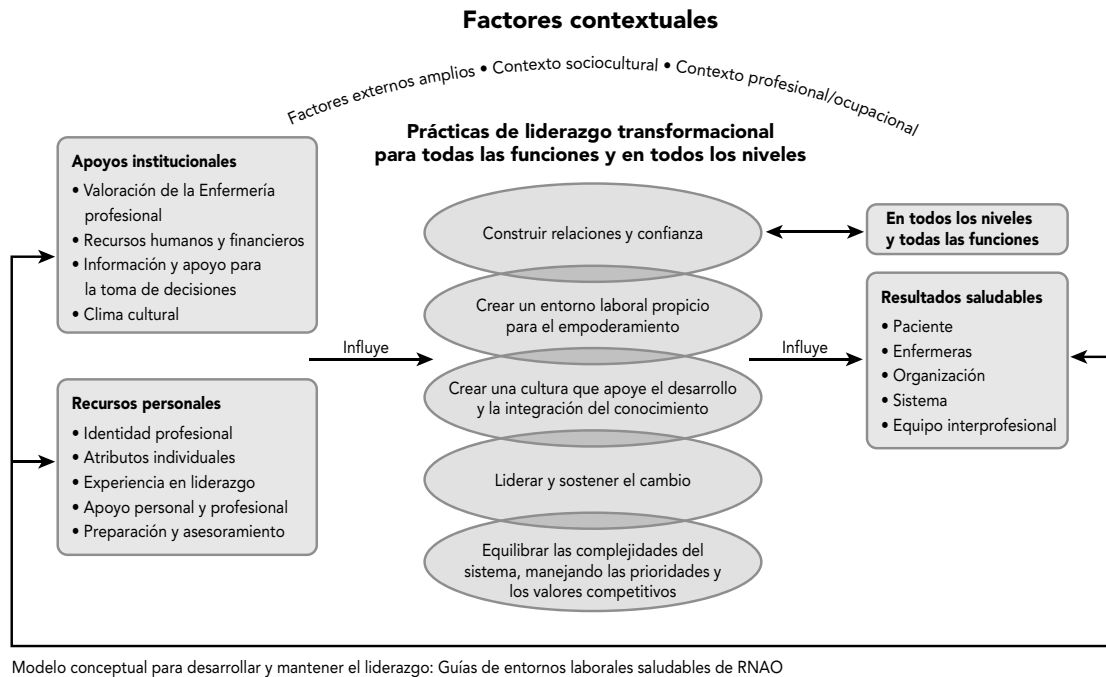 Factores contextuales
Factores externos amplios • Contexto sociocultural • Contexto profesional/ocupacional
Prácticas de liderazgo transformacional
para todas las funciones y en todos los niveles
Apoyos institucionales
• Valoración de la Enfermería
profesional
• Recursos humanos y financieros
• Información y apoyo para
la toma de decisiones
• Clima cultural
Influye
Recursos personales
• Identidad profesional
• Atributos individuales
• Experiencia en liderazgo
• Apoyo personal y profesional
• Preparación y asesoramiento
Construir relaciones y confianza
Crear un entorno laboral propicio
para el empoderamiento
Crear una cultura que apoye el desarrollo
y la integración del conocimiento
Liderar y sostener el cambio
Equilibrar las complejidades del
sistema, manejando las prioridades y
los valores competitivos
Influye
En todos los niveles
y todas las funciones
Resultados saludables
• Paciente
• Enfermeras
• Organización
• Sistema
• Equipo interprofesional
Modelo conceptual para desarrollar y mantener el liderazgo: Guías de entornos laborales saludables de RNAO